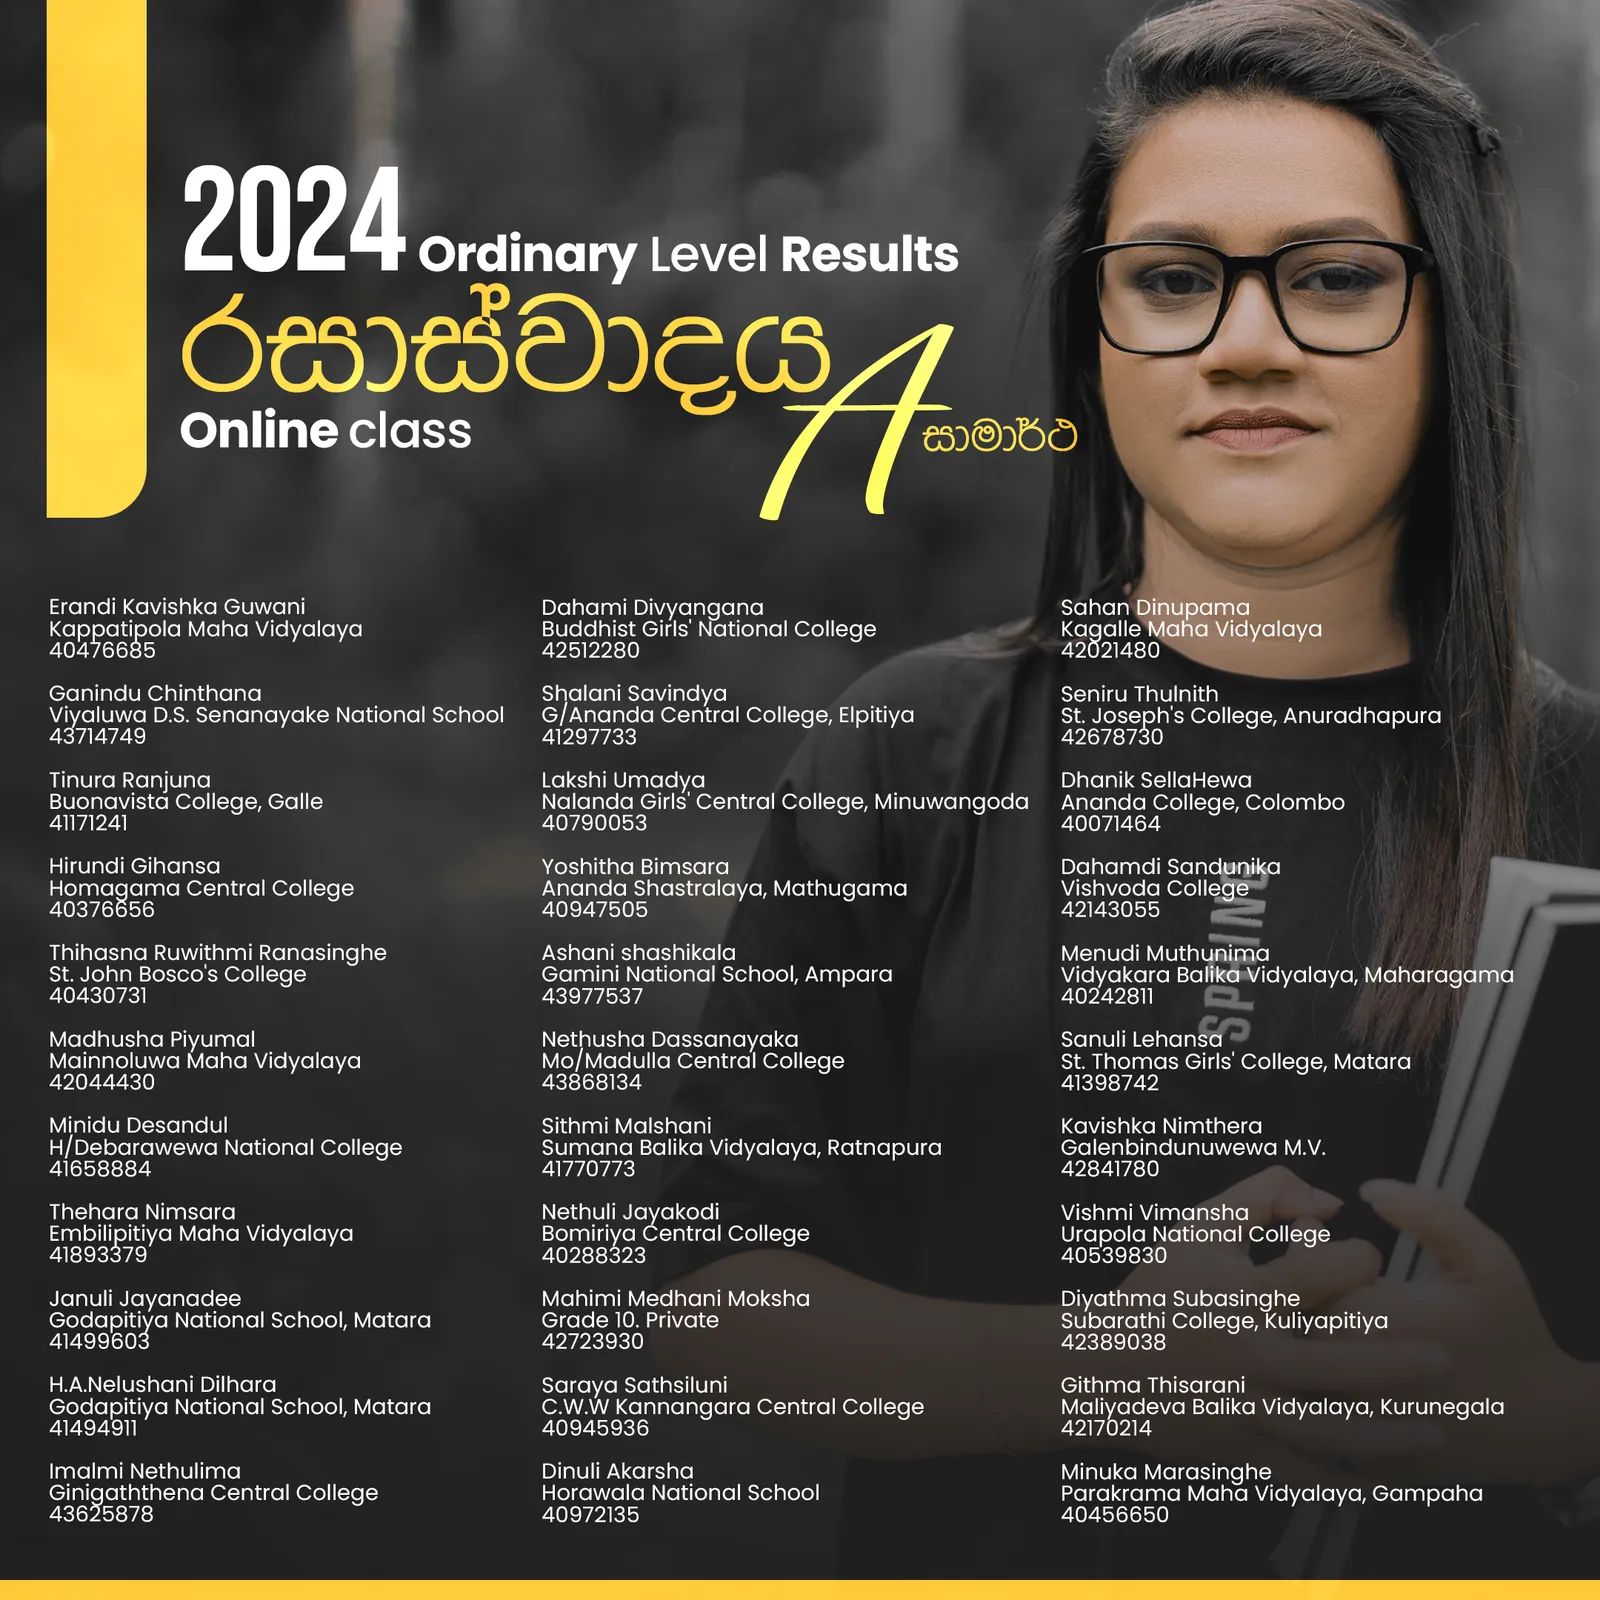 2024 Ordinary Level Results
රසාස්වාදය
Online class
A සාමාර්ථ
Erandi Kavishka Guwani
Kappatipola Maha Vidyalaya
40476685
Ganindu Chinthana
Viyaluwa D.S. Senanayake National School
43714749
Tinura Ranjuna
Buonavista College, Galle
41171241
Hirundi Gihansa
Homagama Central College
40376656
Thihasna Ruwithmi Ranasinghe
St. John Bosco's College
40430731
Madhusha Piyumal
Mainnoluwa Maha Vidyalaya
42044430
Minidu Desandul
H/Debarawewa National College
41658884
Thehara Nimsara
Embilipitiya Maha Vidyalaya
41893379
Januli Jayanadee
Godapitiya National School, Matara
41499603
H.A.Nelushani Dilhara
Godapitiya National School, Matara
41494911
Imalmi Nethulima
Ginigaththena Central College
43625878
Dahami Divyangana
Buddhist Girls' National College
42512280
Shalani Savindya
G/Ananda Central College, Elpitiya
41297733
Lakshi Umadya
Nalanda Girls' Central College, Minuwangoda
40790053
Yoshitha Bimsara
Ananda Shastralaya, Mathugama
40947505
Ashani shashikala
Gamini National School, Ampara
43977537
Nethusha Dassanayaka
Mo/Madulla Central College
43868134
Sithmi Malshani
Sumana Balika Vidyalaya, Ratnapura
41770773
Nethuli Jayakodi
Bomiriya Central College
40288323
Mahimi Medhani Moksha
Grade 10. Private
42723930
Saraya Sathsiluni
C.W.W Kannangara Central College
40945936
Dinuli Akarsha
Horawala National School
40972135
Sahan Dinupama
Kagalle Maha Vidyalaya
42021480
Seniru Thulnith
St. Joseph's College, Anuradhapura
42678730
Dhanik SellaHewa
Ananda College, Colombo
40071464
Dahamdi Sandunika
Vishvoda College
42143055
Menudi Muthunima
Vidyakara Balika Vidyalaya, Maharagama
40242811
Sanuli Lehansa
St. Thomas Girls' College, Matara
41398742
Kavishka Nimthera
Galenbindunuwewa M.V.
42841780
Vishmi Vimansha
Urapola National College
40539830
Diyathma Subasinghe
Subarathi College, Kuliyapitiya
42389038
Githma Thisarani
Maliyadeva Balika Vidyalaya, Kurunegala
42170214
Minuka Marasinghe
Parakrama Maha Vidyalaya, Gampaha
40456650
SPRING